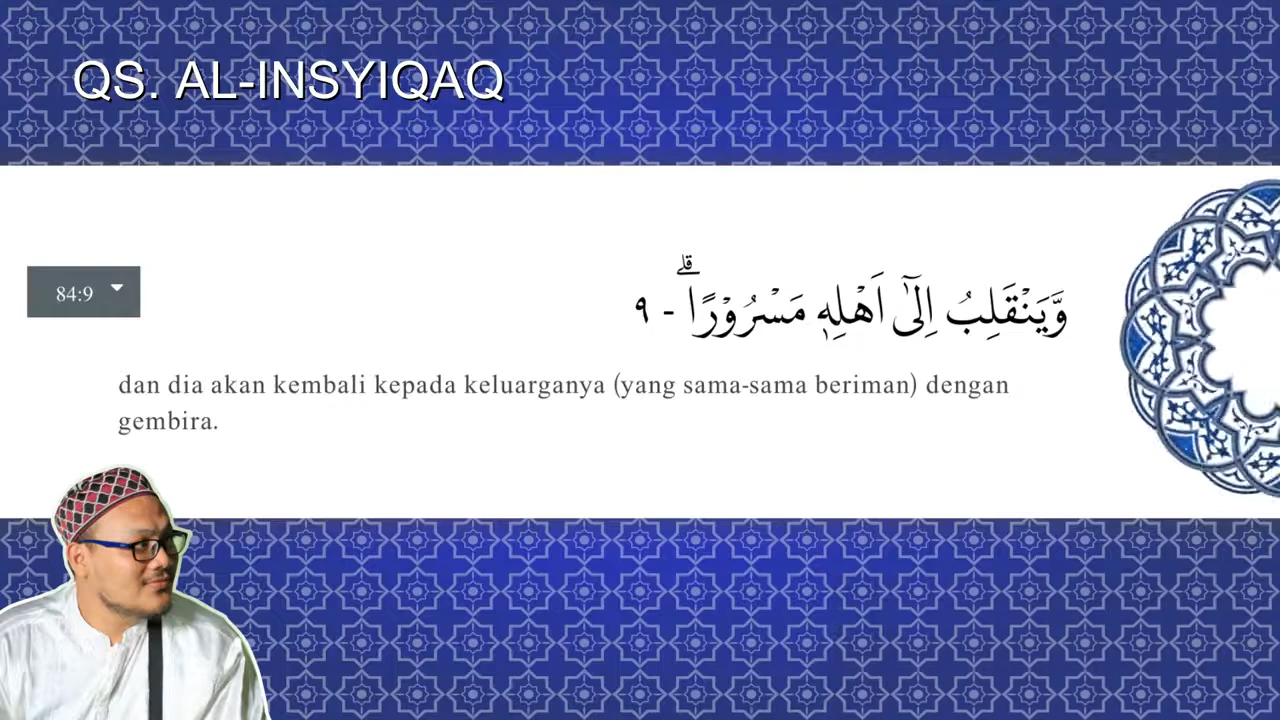 QS. AL-INSYIQAQ
84:9
وَّيَنْقَلِبُ اِلٰٓى اَهْلِهٖ مَسْرُوْرًاۗ - ٩
dan dia akan kembali kepada keluarganya (yang sama-sama beriman) dengan
gembira.